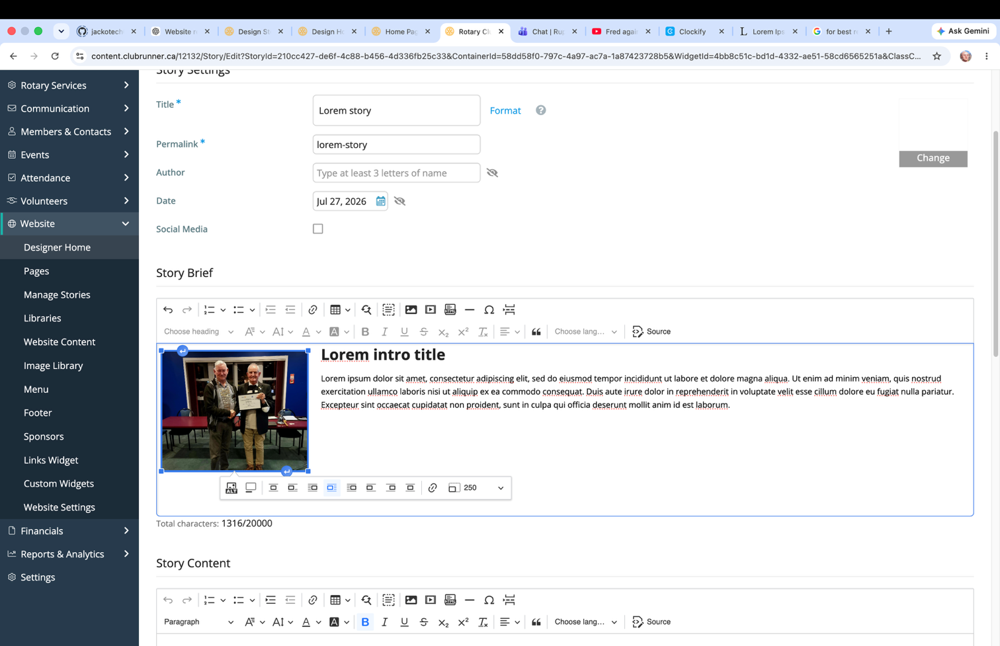 jackotech
Website r
Design St
Design Ho
Home Pag
Rotary Clu
Chat | Rup
Fred agai
Clockify
Lorem Ips
for best r
Ask Gemini
content.clubrunner.ca/12132/Story/Edit?StoryId=210cc427-de6f-4c88-b456-4d336fb25c33&ContainerId=58dd58f0-797c-4a97-ac7a-1a87423728b5&WidgetId=4bb8c51c-bd1d-4332-ae51-58cd6565251a&ClassC...
Rotary Services
Communication
Members & Contacts
Events
Attendance
Volunteers
Website
Designer Home
Pages
Manage Stories
Libraries
Website Content
Image Library
Menu
Footer
Sponsors
Links Widget
Custom Widgets
Website Settings
Financials
Reports & Analytics
Settings
Story Settings
Title *
Lorem story
Format
?
Change
Permalink *
lorem-story
Author
Type at least 3 letters of name
Date
Jul 27, 2026
Social Media
Story Brief
Choose heading
Choose lang...
Source
Lorem intro title
Lorem ipsum dolor sit amet, consectetur adipiscing elit, sed do eiusmod tempor incididunt ut labore et dolore magna aliqua. Ut enim ad minim veniam, quis nostrud
exercitation ullamco laboris nisi ut aliquip ex ea commodo consequat. Duis aute irure dolor in reprehenderit in voluptate velit esse cillum dolore eu fugiat nulla pariatur.
Excepteur sint occaecat cupidatat non proident, sunt in culpa qui officia deserunt mollit anim id est laborum.
ALT
250
Total characters: 1316/20000
Story Content
Paragraph
Choose lang...
Source